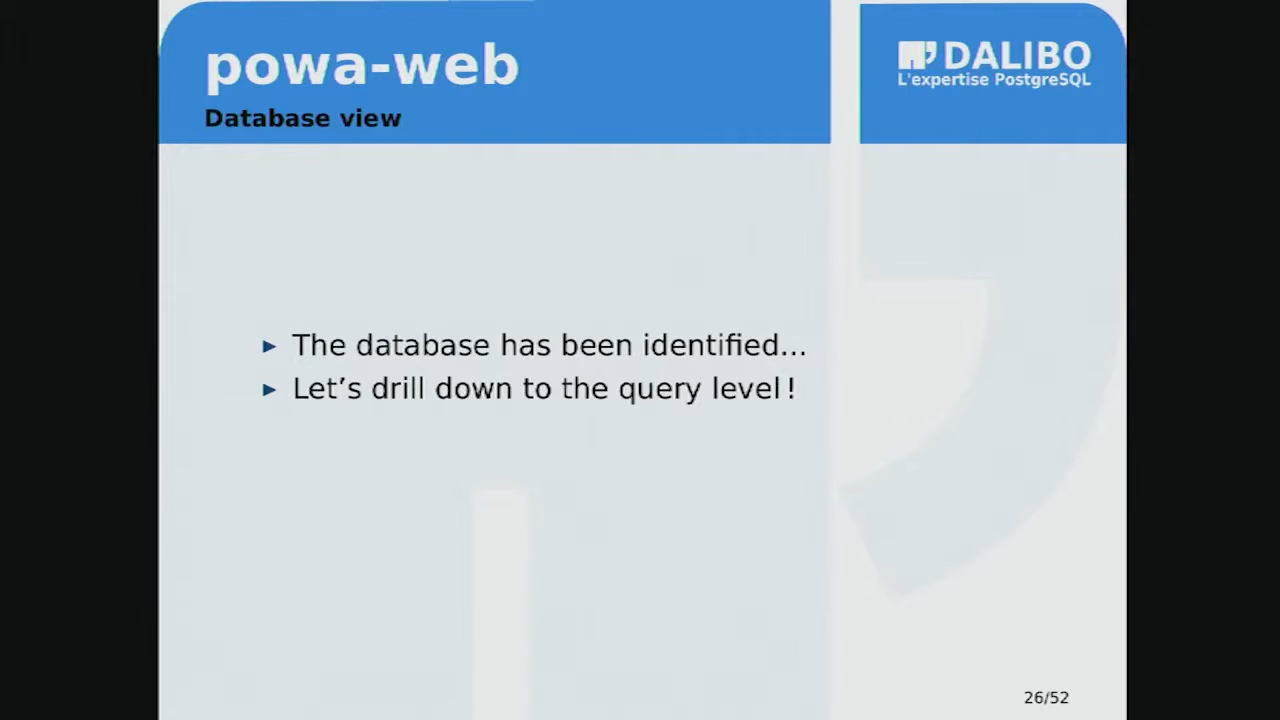 powa-web
Database view
DALIBO
L'expertise PostgreSQL
► The database has been identified...
► Let’s drill down to the query level !
26/52